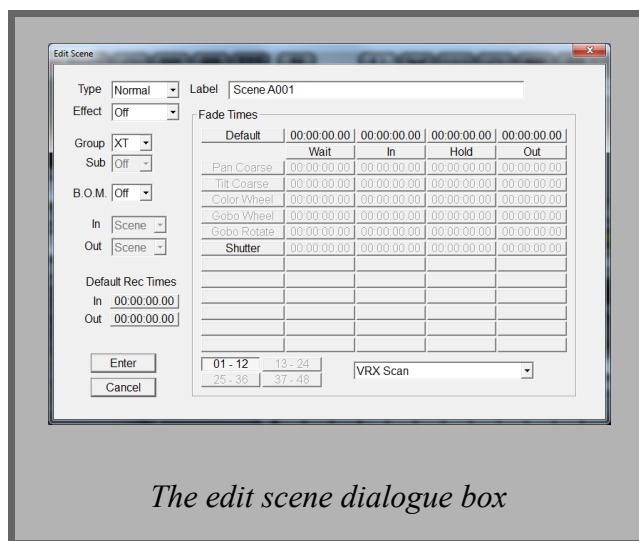 Edit Scene
Type Normal Label Scene A001
Effect Off Fade Times
Default 00:00:00.00 00:00:00.00 00:00:00.00 00:00:00.00
Wait In Hold Out
Group XT
Sub Off
Pan Coarse 00:00:00.00 00:00:00.00 00:00:00.00 00:00:00.00
Tilt Coarse 00:00:00.00 00:00:00.00 00:00:00.00 00:00:00.00
B.O.M. Off
Color Wheel 00:00:00.00 00:00:00.00 00:00:00.00 00:00:00.00
Gobo Wheel 00:00:00.00 00:00:00.00 00:00:00.00 00:00:00.00
In Scene
Gobo Rotate 00:00:00.00 00:00:00.00 00:00:00.00 00:00:00.00
Out Scene
Shutter 00:00:00.00 00:00:00.00 00:00:00.00 00:00:00.00
Default Rec Times
In 00:00:00.00
Out 00:00:00.00
Enter
Cancel
01 - 12 13 - 24
25 - 36 37 - 48
VRX Scan
The edit scene dialogue box